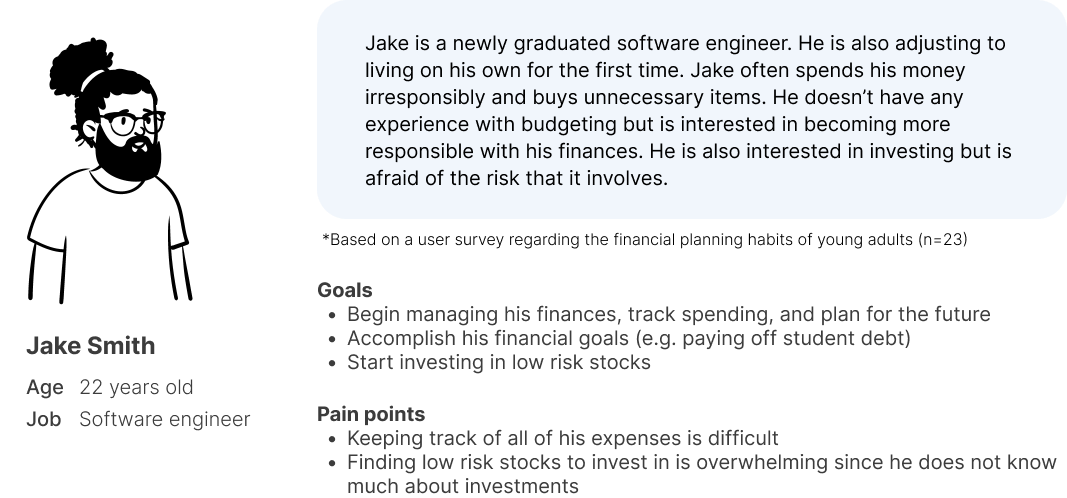 Jake is a newly graduated software engineer. He is also adjusting to
living on his own for the first time. Jake often spends his money
irresponsibly and buys unnecessary items. He doesn’t have any
experience with budgeting but is interested in becoming more
responsible with his finances. He is also interested in investing but is
afraid of the risk that it involves.
*Based on a user survey regarding the financial planning habits of young adults (n=23)
Jake Smith
Age 22 years old
Job Software engineer
Goals
• Begin managing his finances, track spending, and plan for the future
• Accomplish his financial goals (e.g. paying off student debt)
• Start investing in low risk stocks
Pain points
• Keeping track of all of his expenses is difficult
• Finding low risk stocks to invest in is overwhelming since he does not know
much about investments